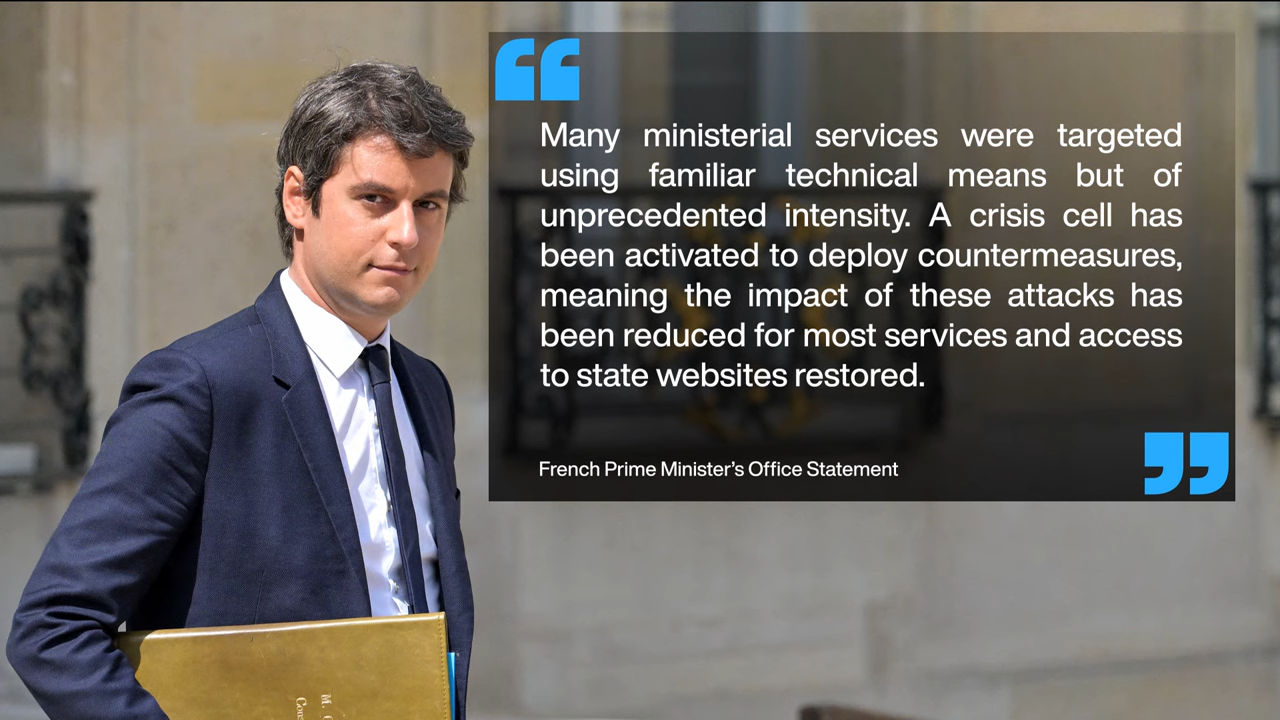 Many ministerial services were targeted
using familiar technical means but of
unprecedented intensity. A crisis cell has
been activated to deploy countermeasures,
meaning the impact of these attacks has
been reduced for most services and access
to state websites restored.
French Prime Minister's Office Statement
M.